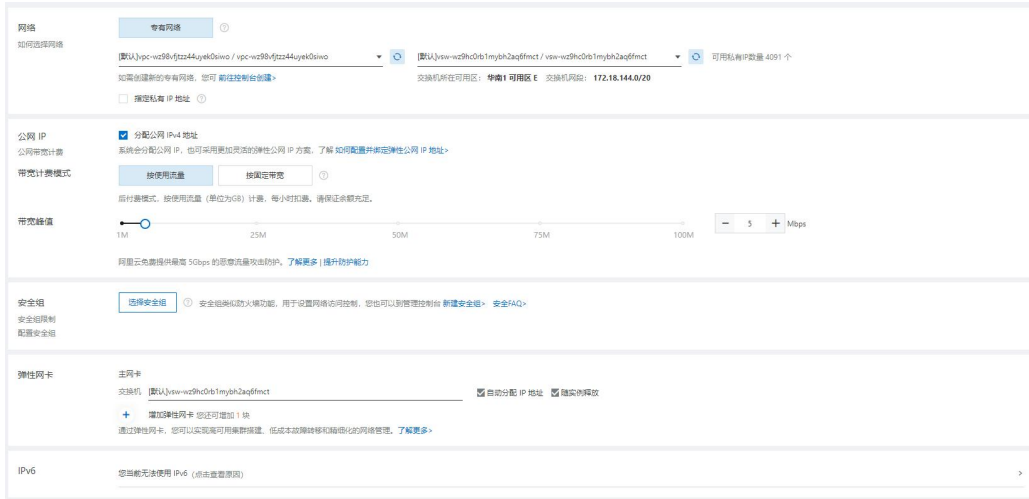 网络
专有网络
如何选择网络
[默认]vpc-wz98vfjtzz44uyek0siwo / vpc-wz98vfjtzz44uyek0siwo
[默认]vsw-wz9hc0rb1mybh2aq6fmct / vsw-wz9hc0rb1mybh2aq6fmct
可用私有IP数量 4091 个
如需创建新的专有网络，您可 前往控制台创建>
交换机所在可用区： 华南1 可用区 E 交换机网段： 172.18.144.0/20
指定私有 IP 地址
公网 IP
分配公网 IPv4 地址
公网带宽计费
系统会分配公网 IP，也可采用更加灵活的弹性公网 IP 方案，了解 如何配置并绑定弹性公网 IP 地址>
带宽计费模式
按使用流量
按固定带宽
后付费模式，按使用流量（单位为GB）计费，每小时扣费。请保证余额充足。
带宽峰值
1M 25M 50M 75M 100M
5 Mbps
阿里云免费提供最高 5Gbps 的恶意流量攻击防护。了解更多 | 提升防护能力
安全组
选择安全组
安全组类似防火墙功能，用于设置网络访问控制，您也可以到管理控制台 新建安全组> 安全FAQ>
安全组限制
配置安全组
弹性网卡
主网卡
交换机 [默认]vsw-wz9hc0rb1mybh2aq6fmct
自动分配 IP 地址 随实例释放
+ 增加弹性网卡 您还可增加 1 块
通过弹性网卡，您可以实现高可用集群搭建、低成本故障转移和精细化的网络管理。了解更多>
IPv6
您当前无法使用 IPv6（点击查看原因）